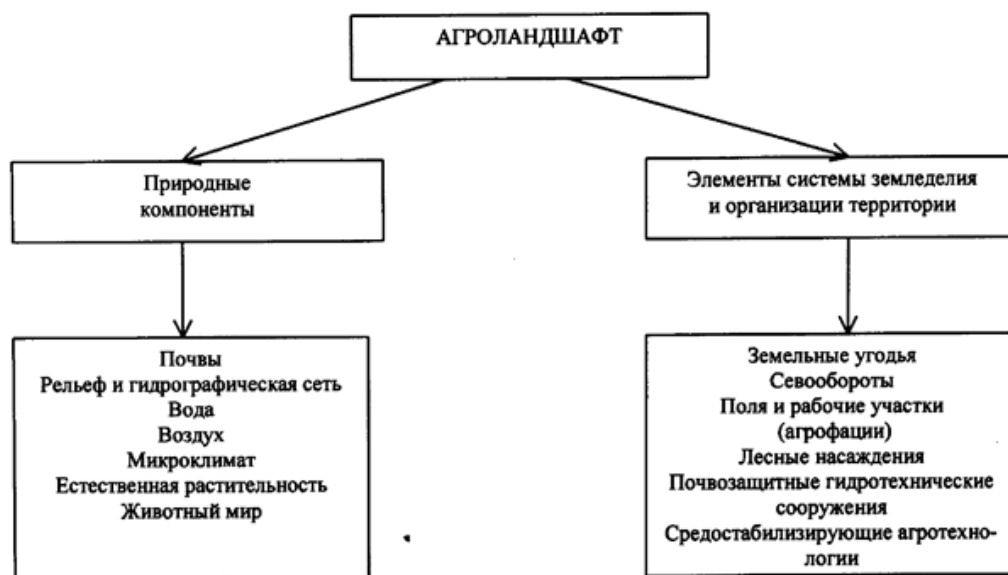 АГРОЛАНДШАФТ
Природные
компоненты
Элементы системы земледелия
и организации территории
Почвы
Рельеф и гидрографическая сеть
Вода
Воздух
Микроклимат
Естественная растительность
Животный мир
Земельные угодья
Севообороты
Поля и рабочие участки
(агрофации)
Лесные насаждения
Почвозащитные гидротехнические
сооружения
Средостабилизирующие агротехно-
логии